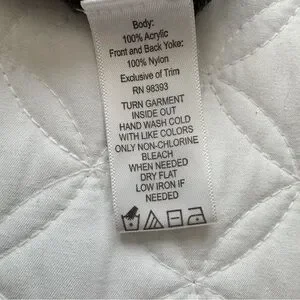 Body:
100% Acrylic
Front and Back Yoke:
100% Nylon
Exclusive of Trim
RN 98393
TURN GARMENT
INSIDE OUT
HAND WASH COLD
WITH LIKE COLORS
ONLY NON-CHLORINE
BLEACH
WHEN NEEDED
DRY FLAT
LOW IRON IF
NEEDED